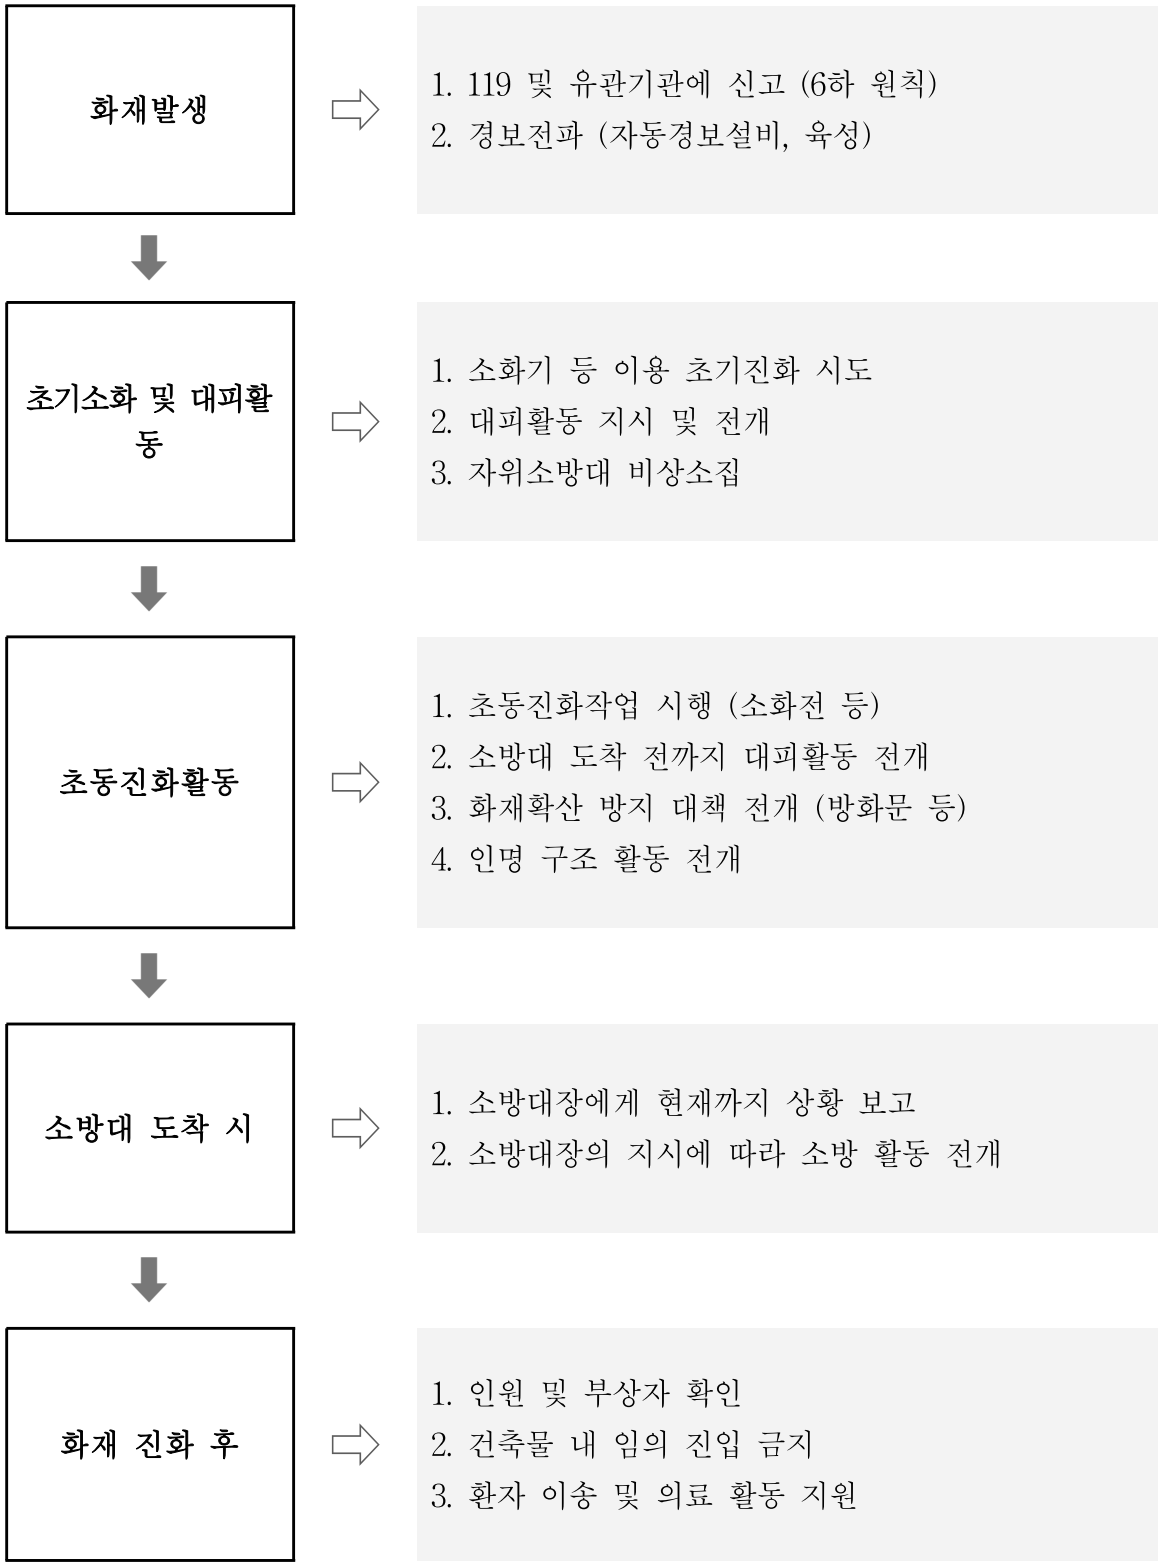 화재발생
1. 119 및 유관기관에 신고 (6하 원칙)
2. 경보전파 (자동경보설비, 육성)
초기소화 및 대피활
동
1. 소화기 등 이용 초기진화 시도
2. 대피활동 지시 및 전개
3. 자위소방대 비상소집
초동진화활동
1. 초동진화작업 시행 (소화전 등)
2. 소방대 도착 전까지 대피활동 전개
3. 화재확산 방지 대책 전개 (방화문 등)
4. 인명 구조 활동 전개
소방대 도착 시
1. 소방대장에게 현재까지 상황 보고
2. 소방대장의 지시에 따라 소방 활동 전개
화재 진화 후
1. 인원 및 부상자 확인
2. 건축물 내 임의 진입 금지
3. 환자 이송 및 의료 활동 지원